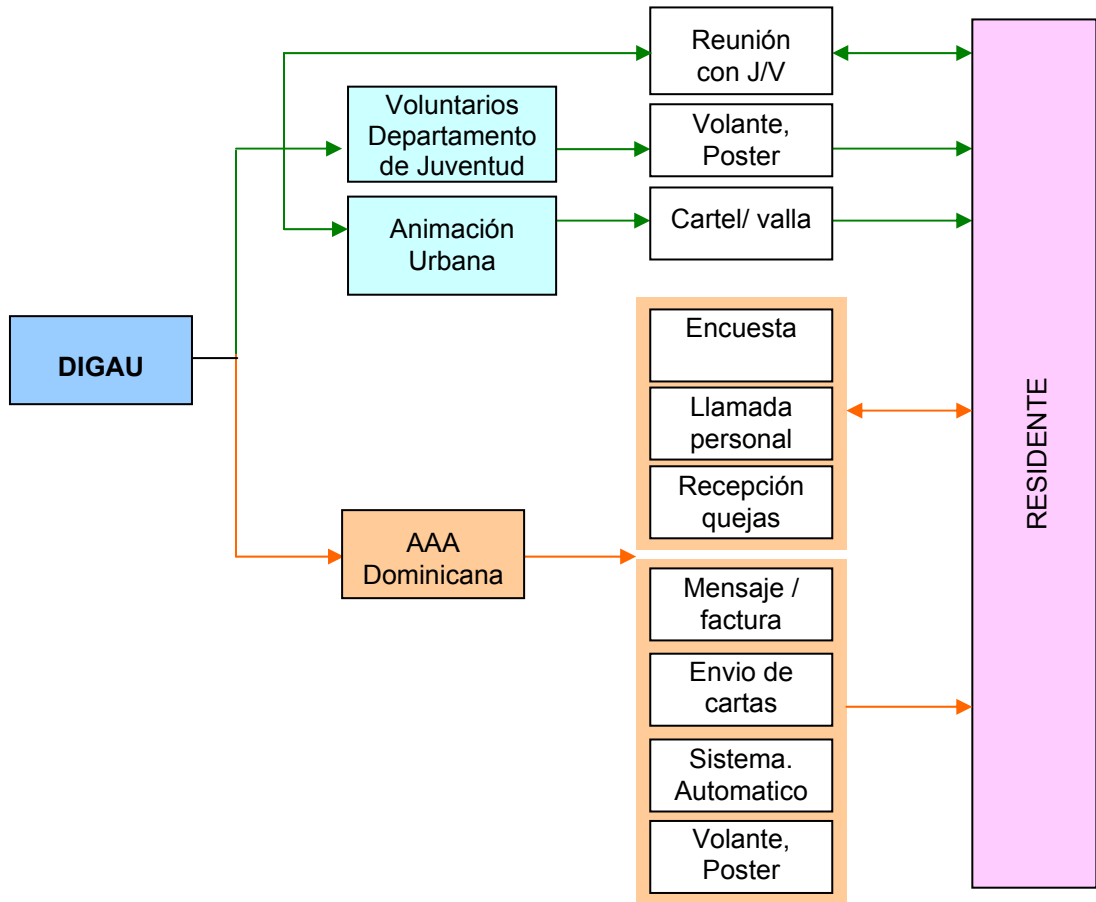 Reunión
con J/V
Voluntarios
Departamento
de Juventud
Volante,
Poster
Animación
Urbana
Cartel/ valla
DIGAU
Encuesta
Llamada
personal
Recepción
quejas
AAA
Dominicana
Mensaje /
factura
Envio de
cartas
Sistema.
Automatico
Volante,
Poster
RESIDENTE